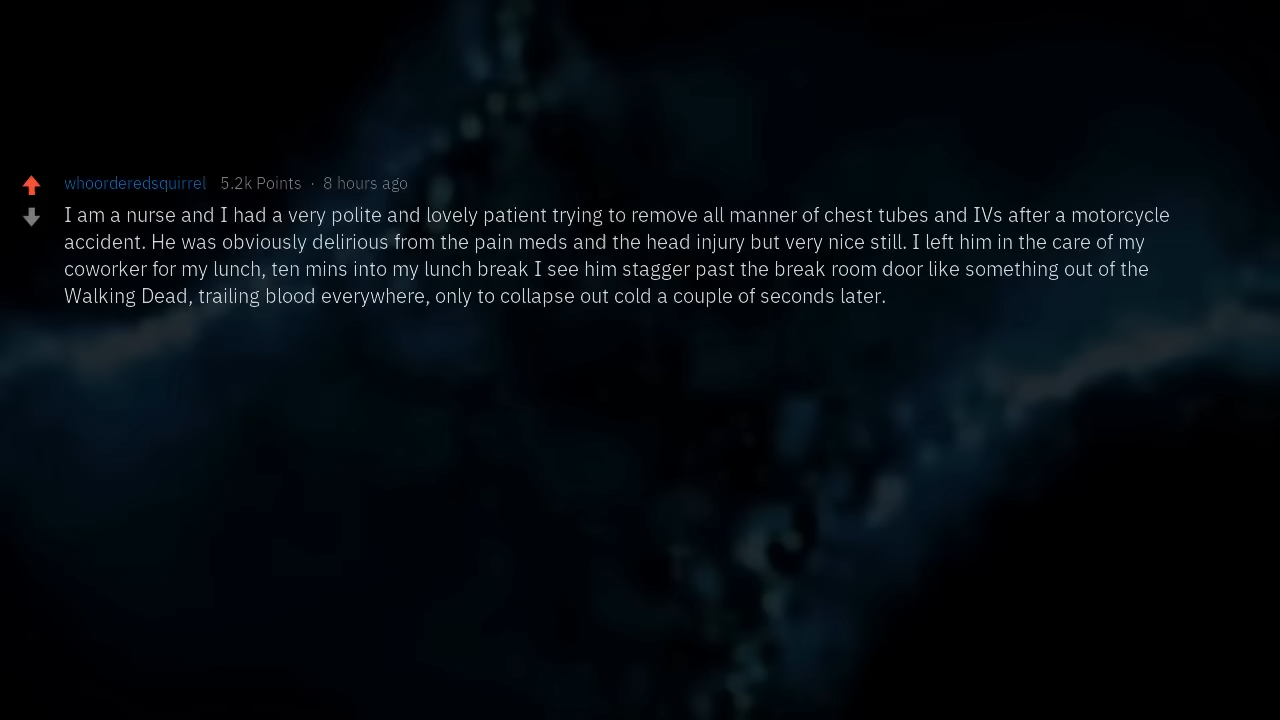 whoorderedsquirrel 5.2k Points · 8 hours ago
I am a nurse and I had a very polite and lovely patient trying to remove all manner of chest tubes and IVs after a motorcycle
accident. He was obviously delirious from the pain meds and the head injury but very nice still. I left him in the care of my
coworker for my lunch, ten mins into my lunch break I see him stagger past the break room door like something out of the
Walking Dead, trailing blood everywhere, only to collapse out cold a couple of seconds later.